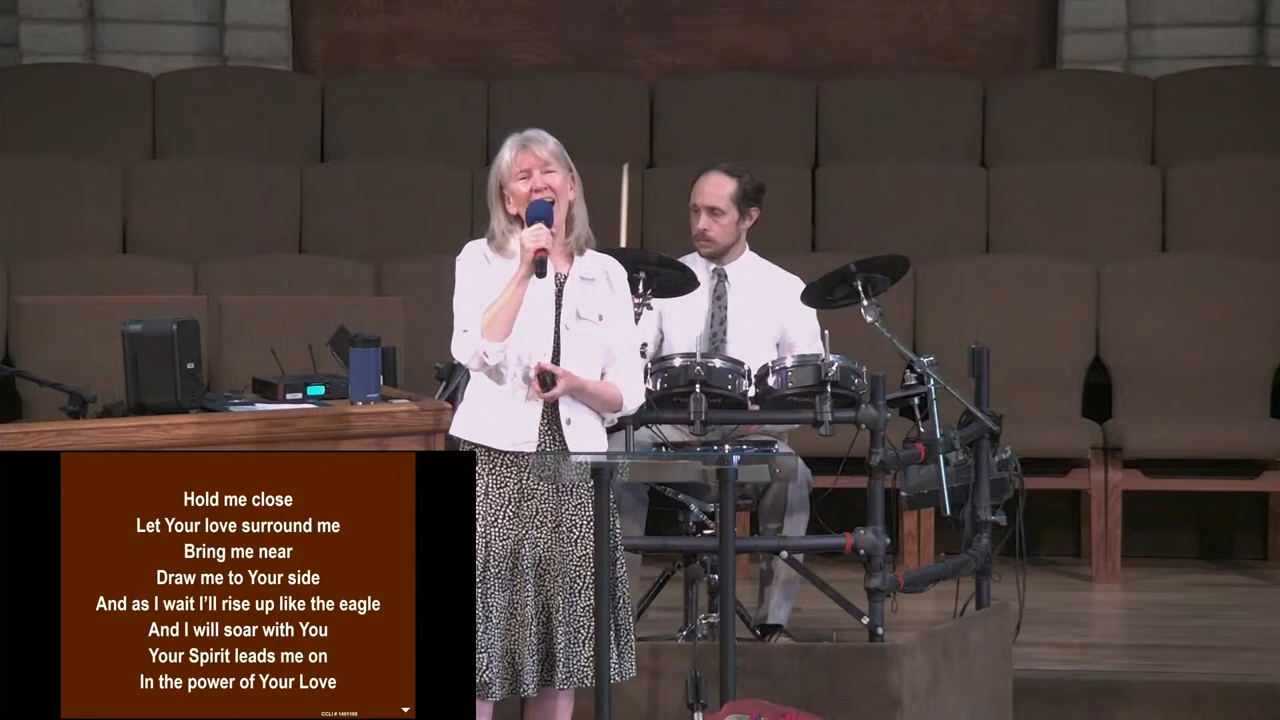 Hold me close
Let Your love surround me
Bring me near
Draw me to Your side
And as I wait I’ll rise up like the eagle
And I will soar with You
Your Spirit leads me on
In the power of Your Love
CCLI # 1401169